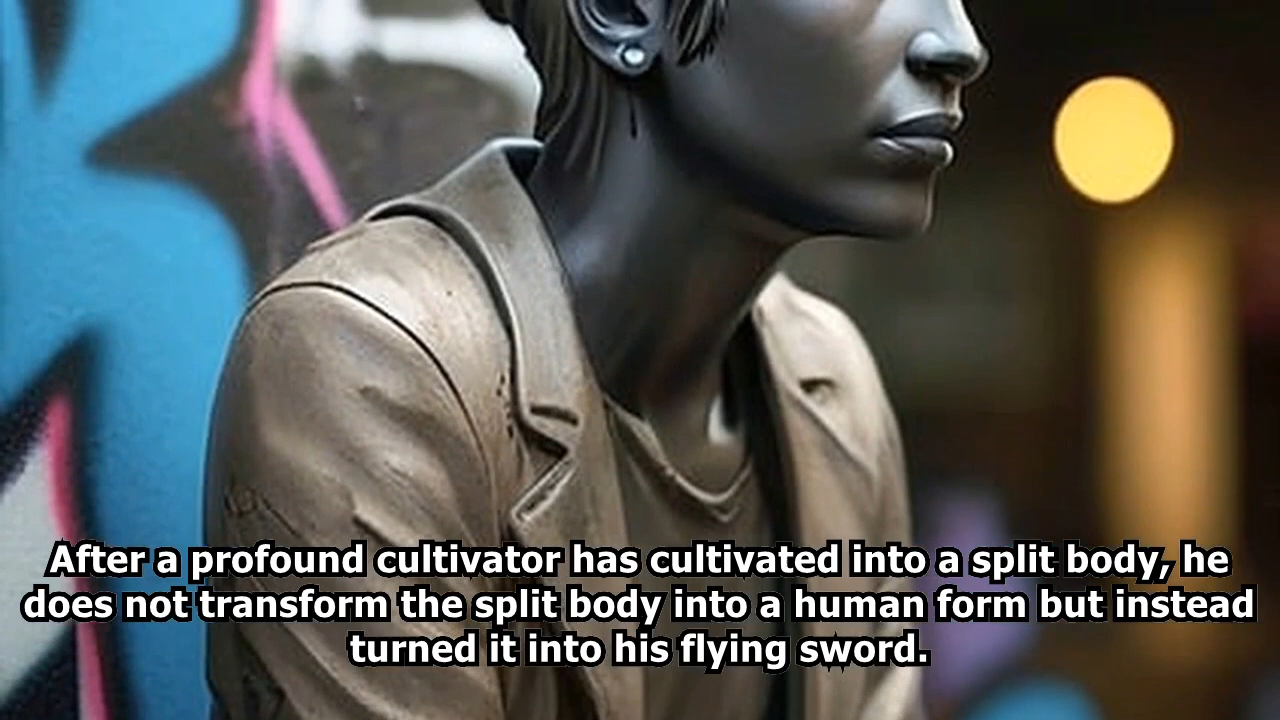 After a profound cultivator has cultivated into a split body, he
does not transform the split body into a human form but instead
turned it into his flying sword.